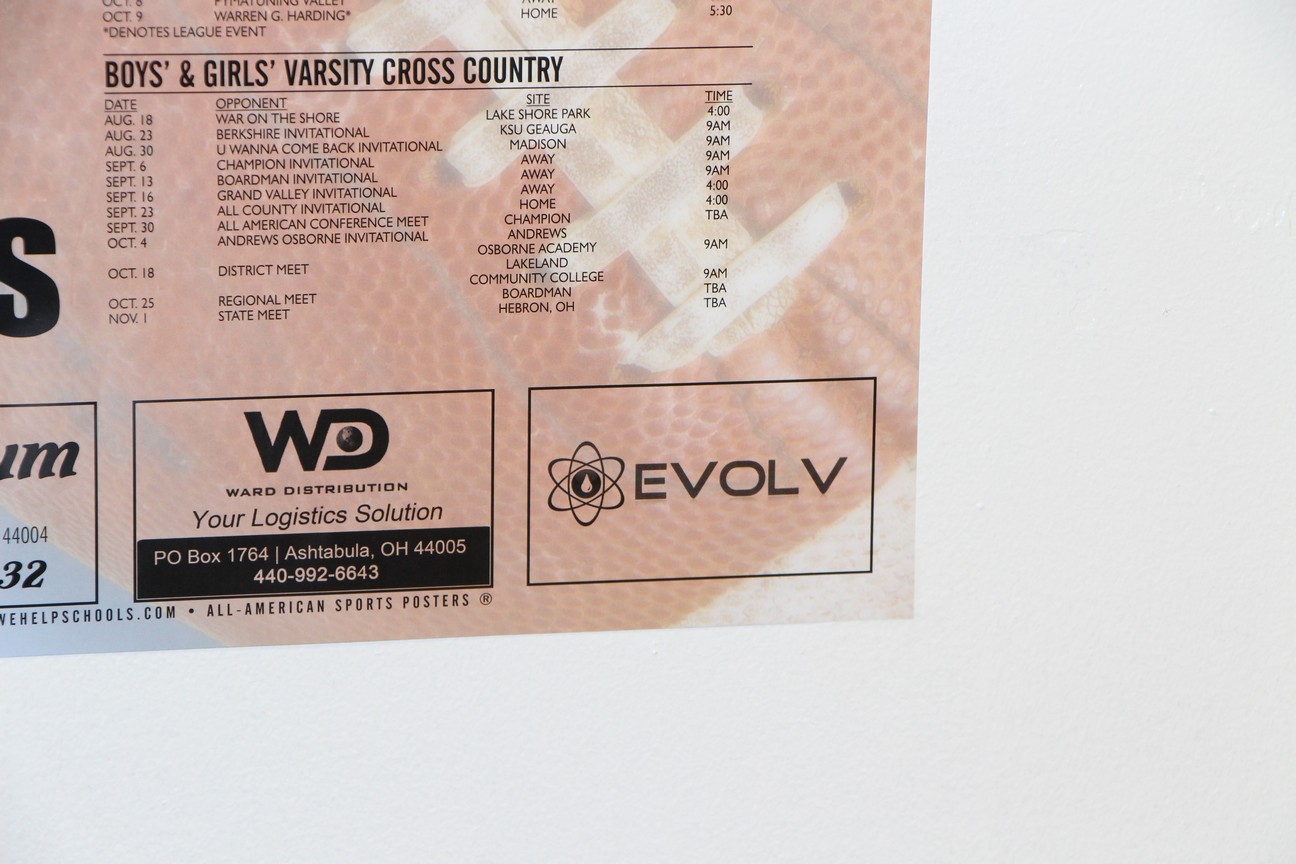 OCT. 8 PYMATUNING VALLEY AWAY
OCT. 9 WARREN G. HARDING* HOME 5:30
*DENOTES LEAGUE EVENT
BOYS' & GIRLS' VARSITY CROSS COUNTRY
DATE OPPONENT SITE TIME
AUG. 18 WAR ON THE SHORE LAKE SHORE PARK 4:00
AUG. 23 BERKSHIRE INVITATIONAL KSU GEAUGA 9AM
AUG. 30 U WANNA COME BACK INVITATIONAL MADISON 9AM
SEPT. 6 CHAMPION INVITATIONAL AWAY 9AM
SEPT. 13 BOARDMAN INVITATIONAL AWAY 9AM
SEPT. 16 GRAND VALLEY INVITATIONAL AWAY 4:00
SEPT. 23 ALL COUNTY INVITATIONAL HOME 4:00
SEPT. 30 ALL AMERICAN CONFERENCE MEET CHAMPION TBA
OCT. 4 ANDREWS OSBORNE INVITATIONAL ANDREWS
OSBORNE ACADEMY 9AM
OCT. 18 DISTRICT MEET LAKELAND
COMMUNITY COLLEGE 9AM
OCT. 25 REGIONAL MEET BOARDMAN TBA
NOV. 1 STATE MEET HEBRON, OH TBA
S
um
44004
32
WD
WARD DISTRIBUTION
Your Logistics Solution
PO Box 1764 | Ashtabula, OH 44005
440-992-6643
EVOLV
WEHELPSCHOOLS.COM • ALL-AMERICAN SPORTS POSTERS ®